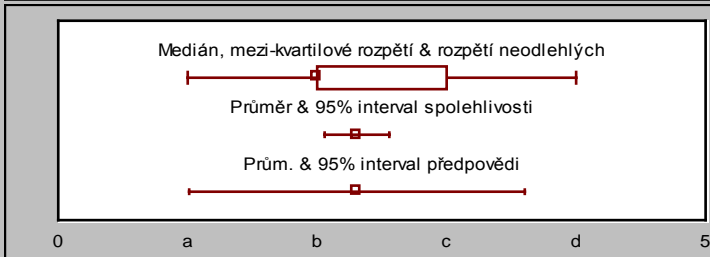 Medián, mezi-kvartilové rozpětí & rozpětí neodlehlých
Průměr & 95% interval spolehlivosti
Prům. & 95% interval předpovědi
0 a b c d 5